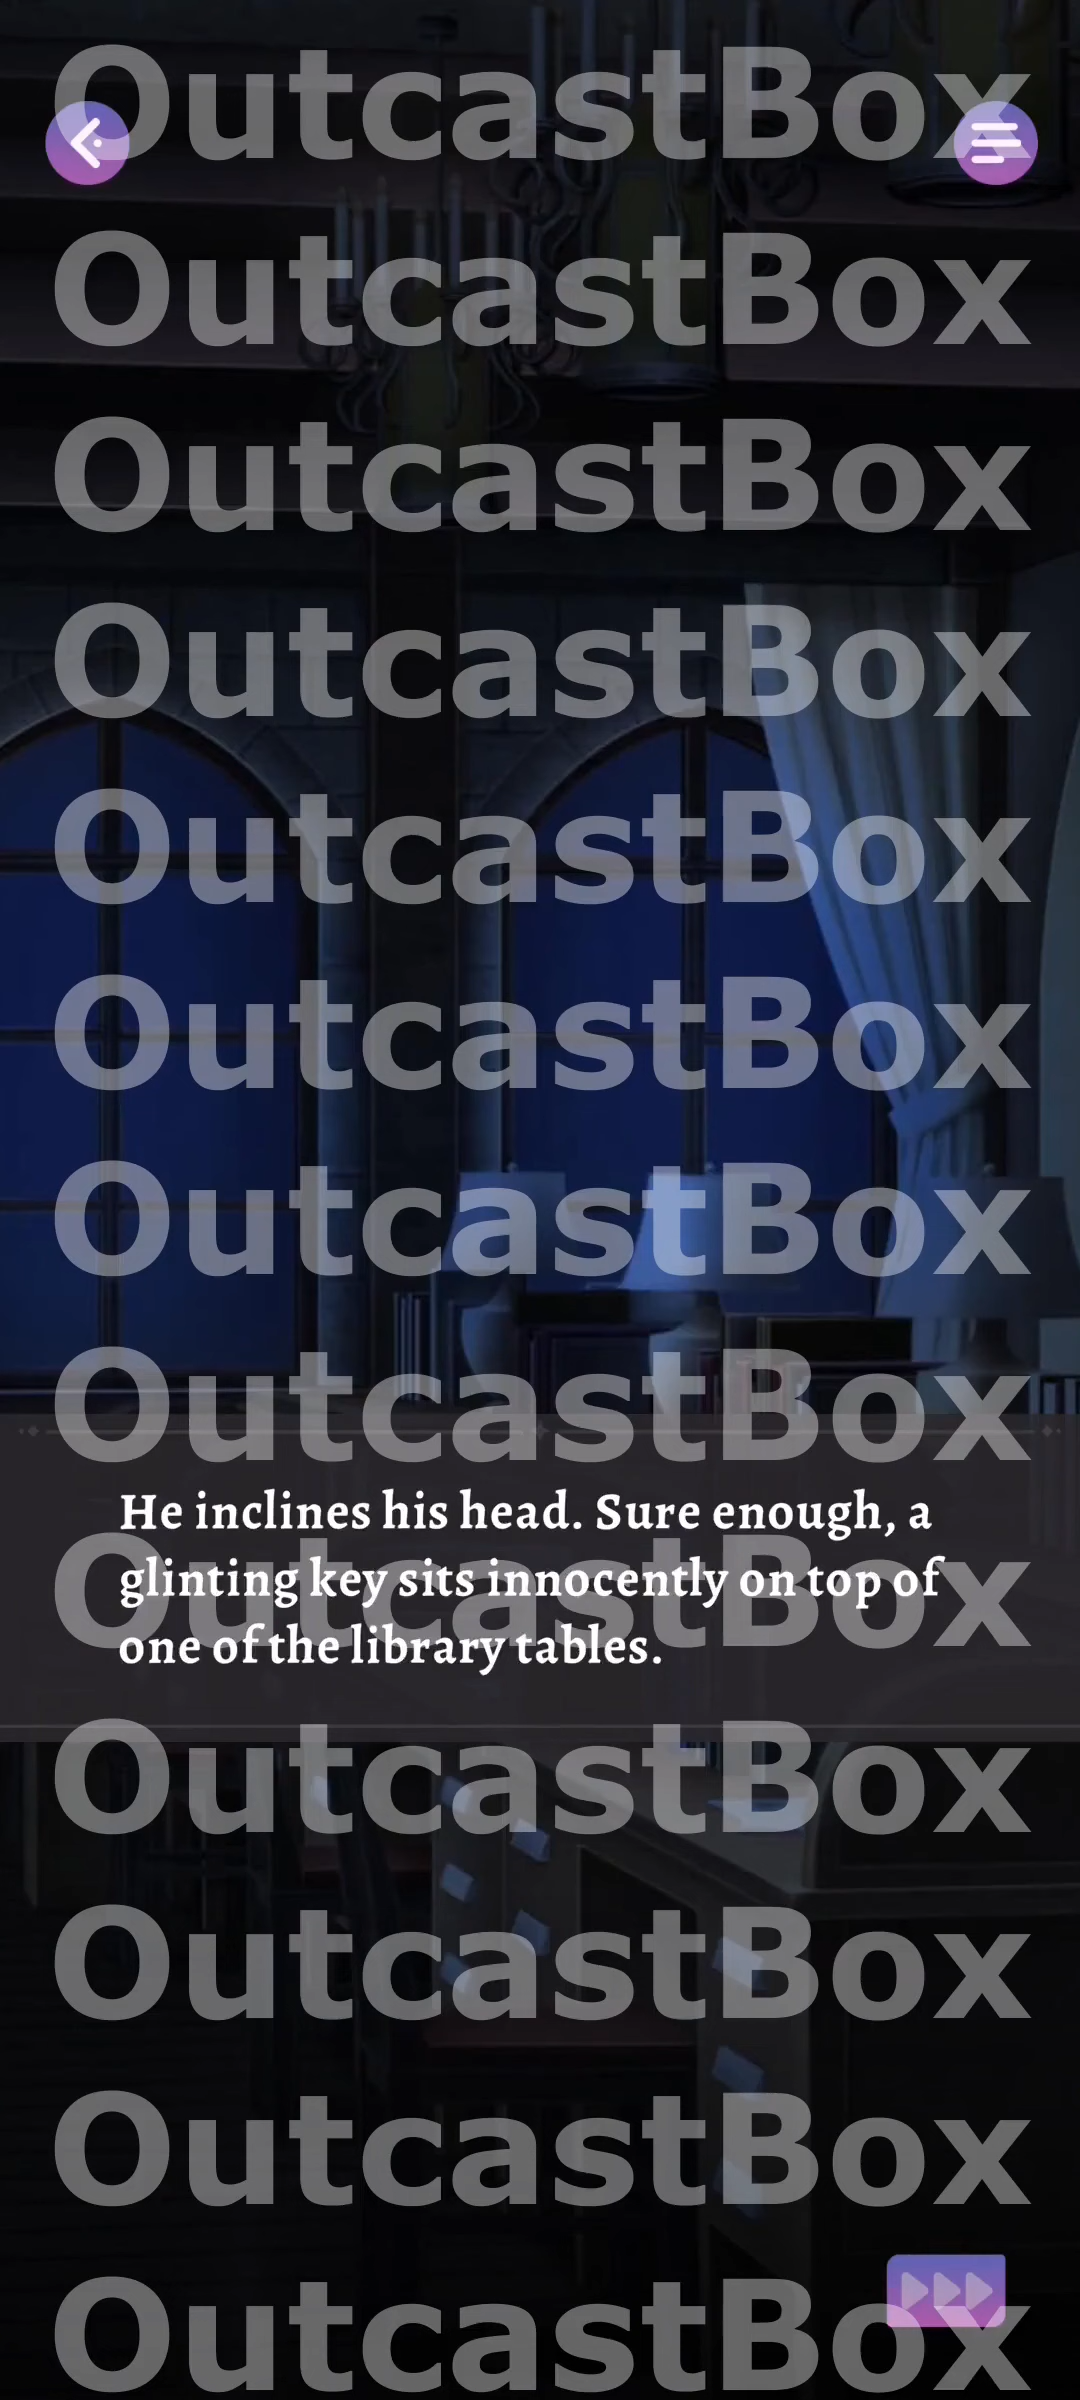 OutcastBox
OutcastBox
OutcastBox
OutcastBox
OutcastBox
OutcastBox
OutcastBox
OutcastBox
He inclines his head. Sure enough, a
OutcastBox
glinting key sits innocently on top of
one of the library tables.
OutcastBox
OutcastBox
OutcastBox
OutcastBox